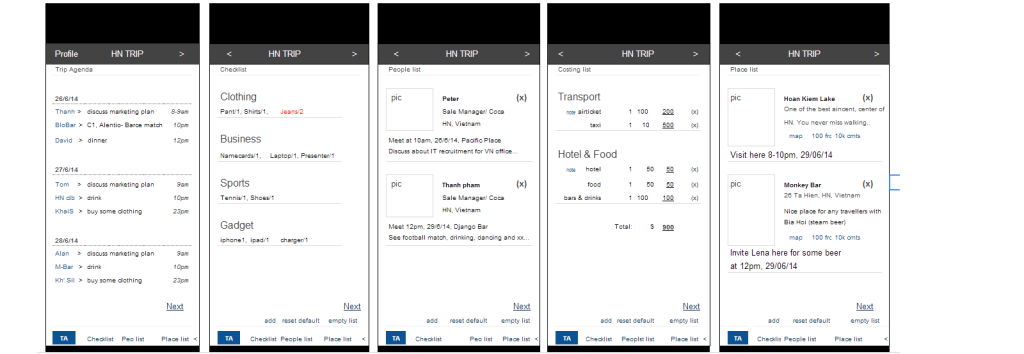 Profile HN TRIP >
Trip Agenda
26/6/14
Thanh > discuss marketing plan 8-9am
BioBar > C1, Alentic- Barca match 10pm
David > dinner 12pm
27/6/14
Tom > discuss marketing plan 9am
HN clb > drink 10pm
KhaiS > buy some clothing 23pm
28/6/14
Alan > discuss marketing plan 9am
M-Bar > drink 10pm
Kh' Sil > buy some clothing 23pm
Next
TA Checklist Peo list Place list <
< HN TRIP >
Checklist
Clothing
Pant/1, Shirts/1, Jeans/2
Business
Namecards/1, Laptop/1, Presenter/1
Sports
Tennis/1, Shoes/1
Gadget
iphone1, ipad/1 charger/1
Next
add reset default empty list
TA Checklist People list Place list <
< HN TRIP >
People list
pic Peter (x)
Sale Manager/ Coca
HN, Vietnam
Meet at 10am, 26/6/14, Pacific Place
Discuss about IT recruitment for VN office...
pic Thanh pham (x)
Sale Manager/ Coca
HN, Vietnam
Meet 12pm, 29/6/14, Django Bar
See football match, drinking, dancing and xx...
Next
add reset default empty list
TA Checklist Peo list Place list <
< HN TRIP >
Costing list
Transport
note airticket 1 100 200 (x)
taxi 1 10 500 (x)
Hotel & Food
note hotel 1 50 50 (x)
food 1 50 50 (x)
bars & drinks 1 100 100 (x)
Total: $ 900
Next
add reset default empty list
TA Checklist Peoplst list Place list <
< HN TRIP >
Place list
pic Hoan Kiem Lake (x)
One of the best aincent, center of
HN. You never miss walking..
map 100 frc 10k cmts
Visit here 8-10pm, 29/06/14
pic Monkey Bar (x)
26 Ta Hien, HN, Vietnam
Nice place for any travellers with
Bia Hoi (steam beer)
map 100 frc 10k cmts
Invite Lena here for some beer
at 12pm, 29/06/14
Next
add reset default empty list
TA Checklist People list Place list <